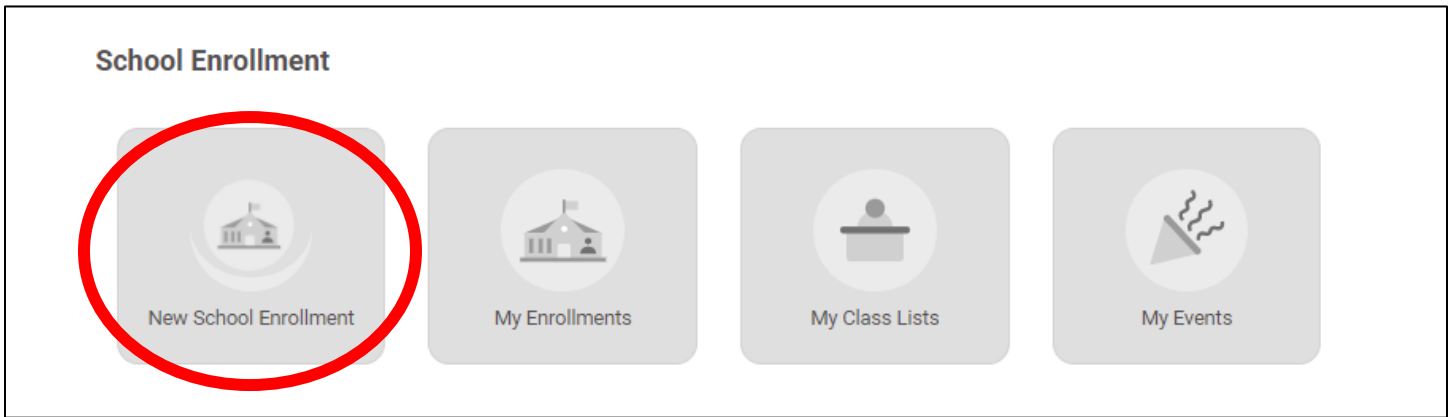 School Enrollment
New School Enrollment
My Enrollments
My Class Lists
My Events